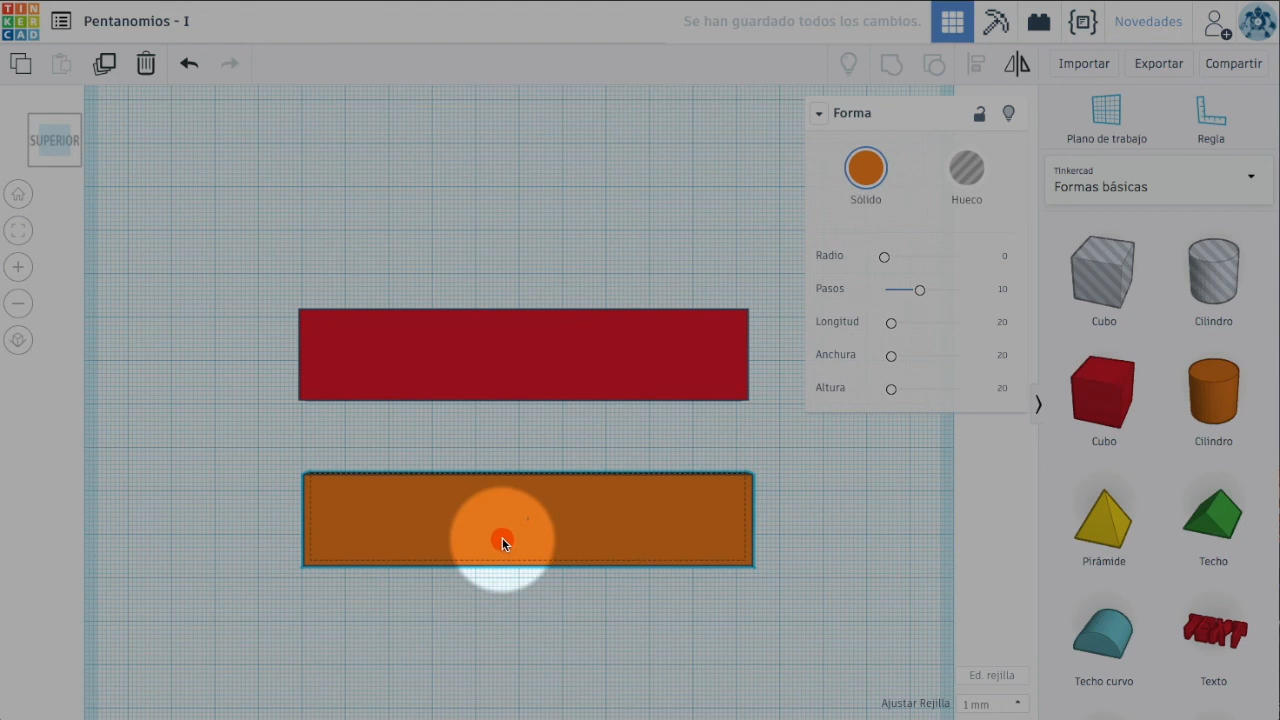 TIN
KER
CAD
Pentanomios - I
Se han guardado todos los cambios.
Novedades
Importar
Exportar
Compartir
SUPERIOR
Forma
Sólido
Hueco
Radio 0
Pasos 10
Longitud 20
Anchura 20
Altura 20
Plano de trabajo
Regla
Tinkercad
Formas básicas
Cubo
Cilindro
Cubo
Cilindro
Pirámide
Techo
TEXT
Techo curvo
Texto
Ed. rejilla
Ajustar Rejilla 1 mm